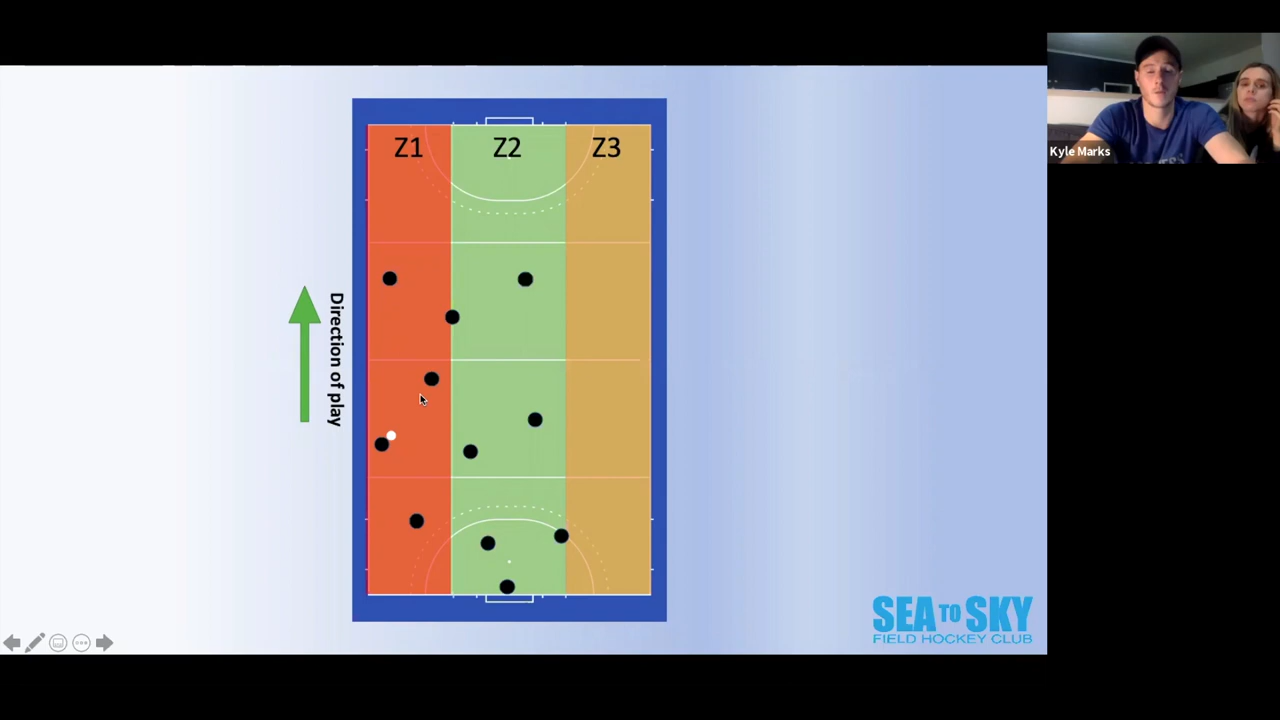 Z1 Z2 Z3
Direction of play
SEA TO SKY
FIELD HOCKEY CLUB
Kyle Marks